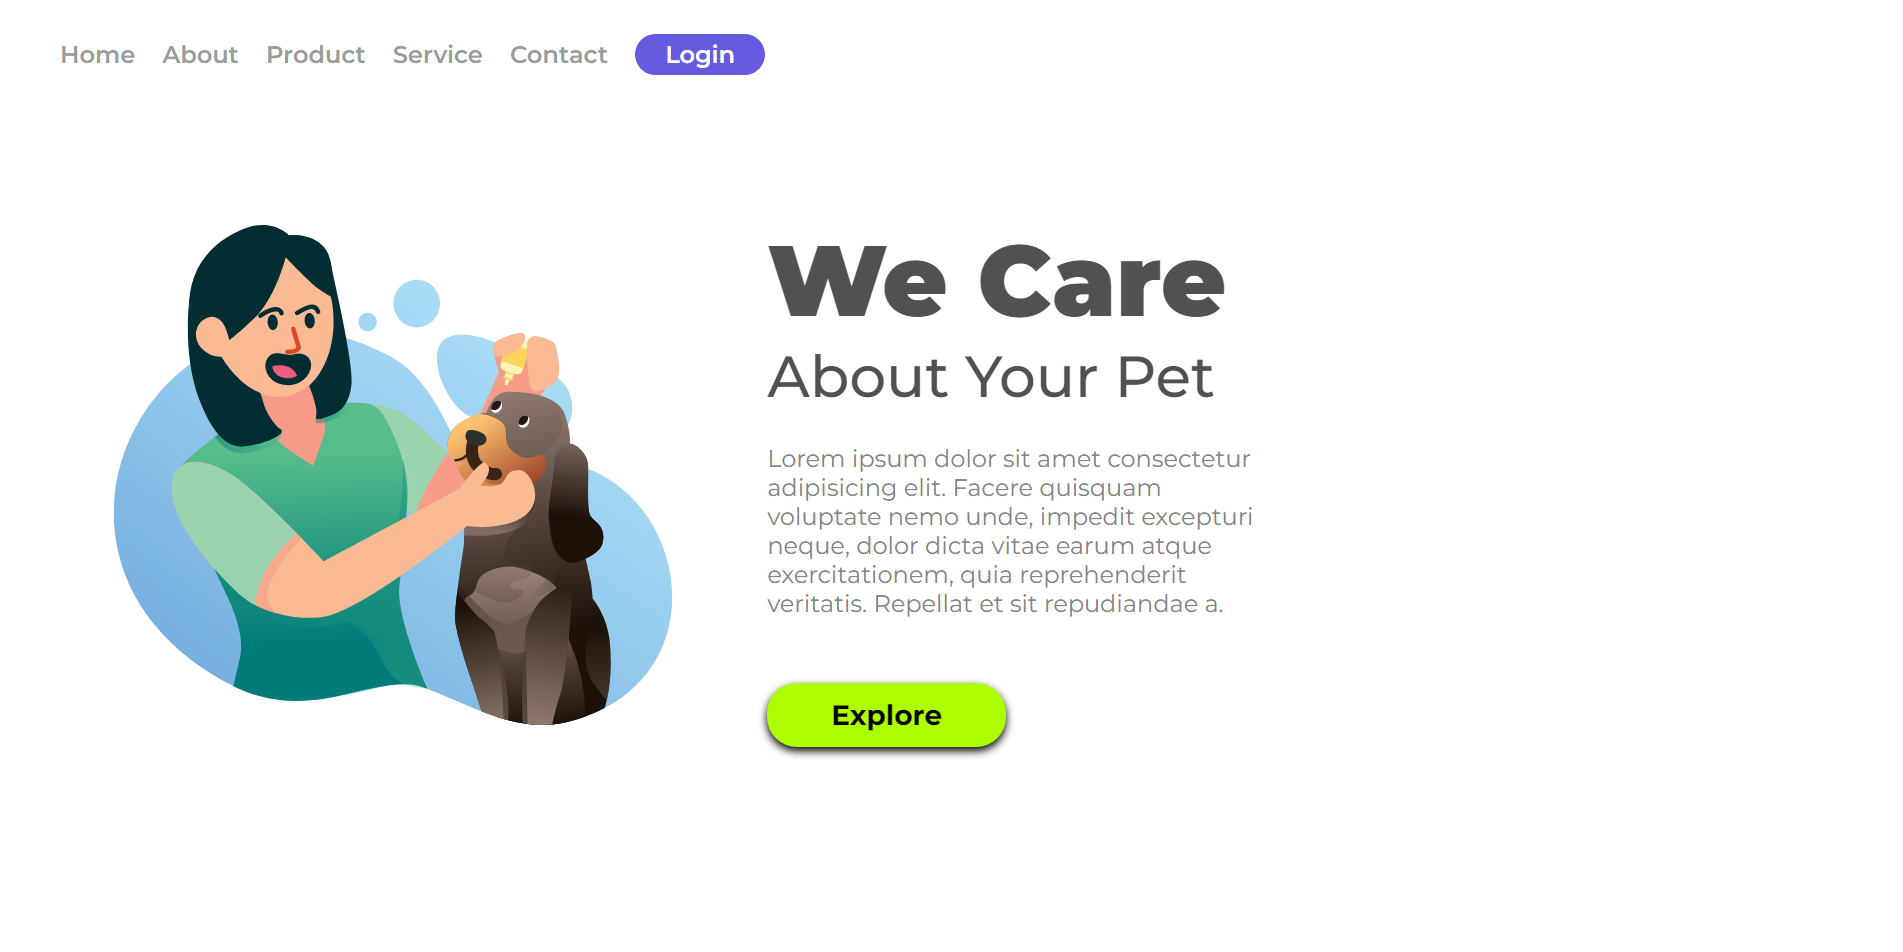 Home About Product Service Contact Login
We Care
About Your Pet
Lorem ipsum dolor sit amet consectetur
adipisicing elit. Facere quisquam
voluptate nemo unde, impedit excepturi
neque, dolor dicta vitae earum atque
exercitationem, quia reprehenderit
veritatis. Repellat et sit repudiandae a.
Explore